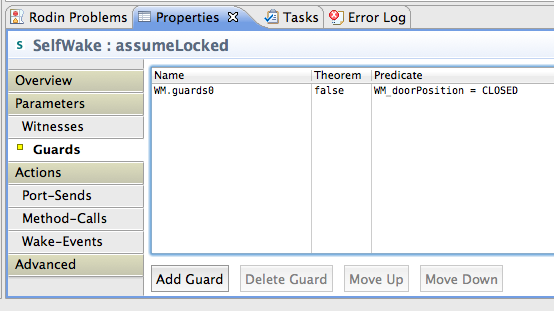 Rodin Problems Properties Tasks Error Log
S SelfWake : assumeLocked
Overview
Parameters
Witnesses
Guards
Actions
Port-Sends
Method-Calls
Wake-Events
Advanced
Name Theorem Predicate
WM.guards0 false WM_doorPosition = CLOSED
Add Guard Delete Guard Move Up Move Down